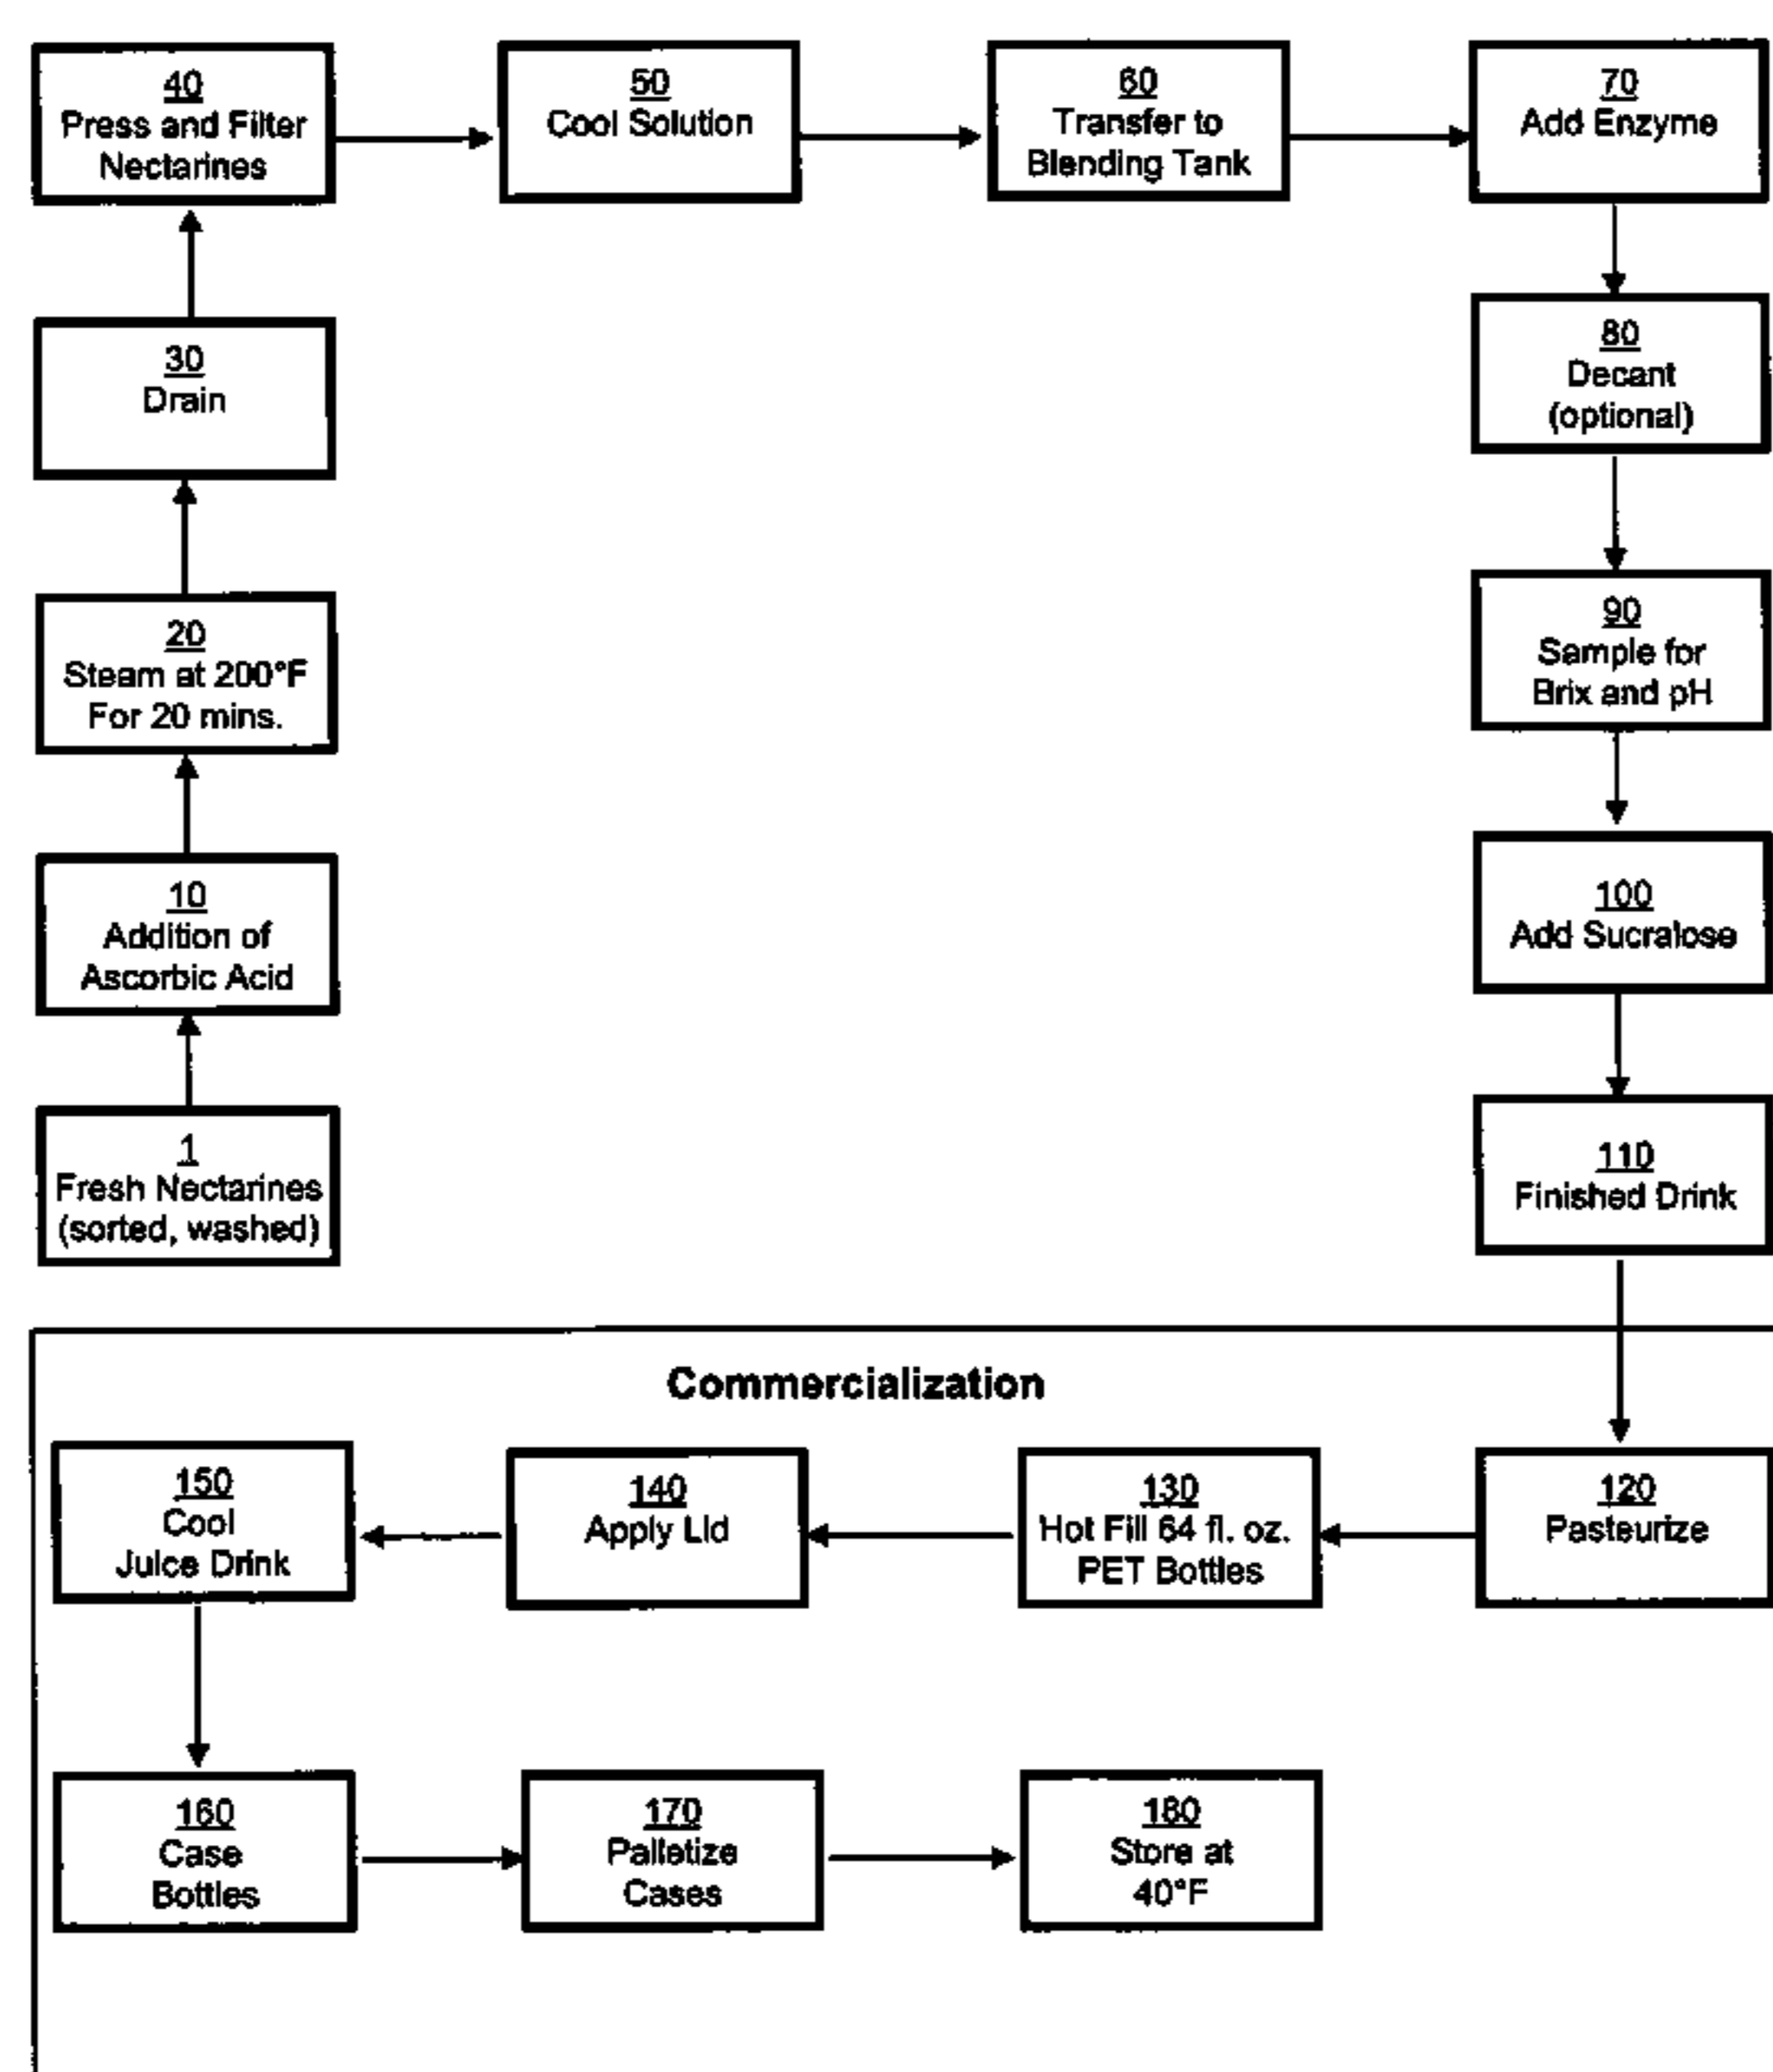 40
Press and Filter
Nectarines
50
Cool Solution
60
Transfer to
Blending Tank
70
Add Enzyme
30
Drain
80
Decant
(optional)
20
Steam at 200°F
For 20 mins.
90
Sample for
Brix and pH
10
Addition of
Ascorbic Acid
100
Add Sucralose
1
Fresh Nectarines
(sorted, washed)
110
Finished Drink
Commercialization
150
Cool
Juice Drink
140
Apply Lid
130
Hot Fill 64 fl. oz.
PET Bottles
120
Pasteurize
160
Case
Bottles
170
Palletize
Cases
180
Store at
40°F